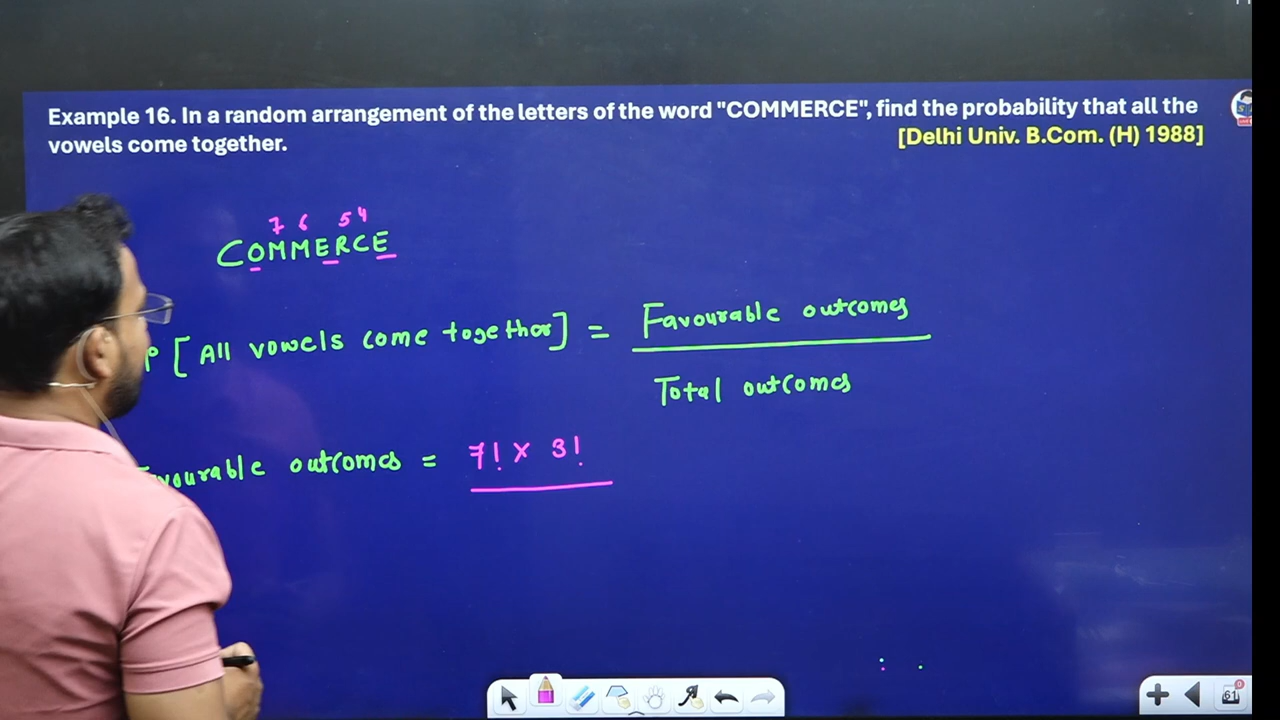 Example 16. In a random arrangement of the letters of the word "COMMERCE", find the probability that all the
vowels come together. [Delhi Univ. B.Com. (H) 1988]
7 6 5 4
COMMERCE
P [All vowels come together] = Favourable outcomes
Total outcomes
vourable outcomes = 7! × 3!
61